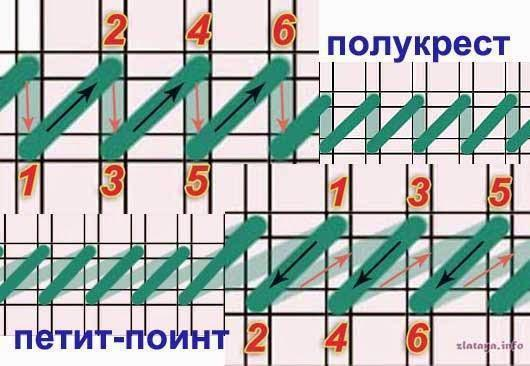 2 4 6
полукрест
1 3 5
1 3 5
2 4 6
петит-поинт
zlataya.info